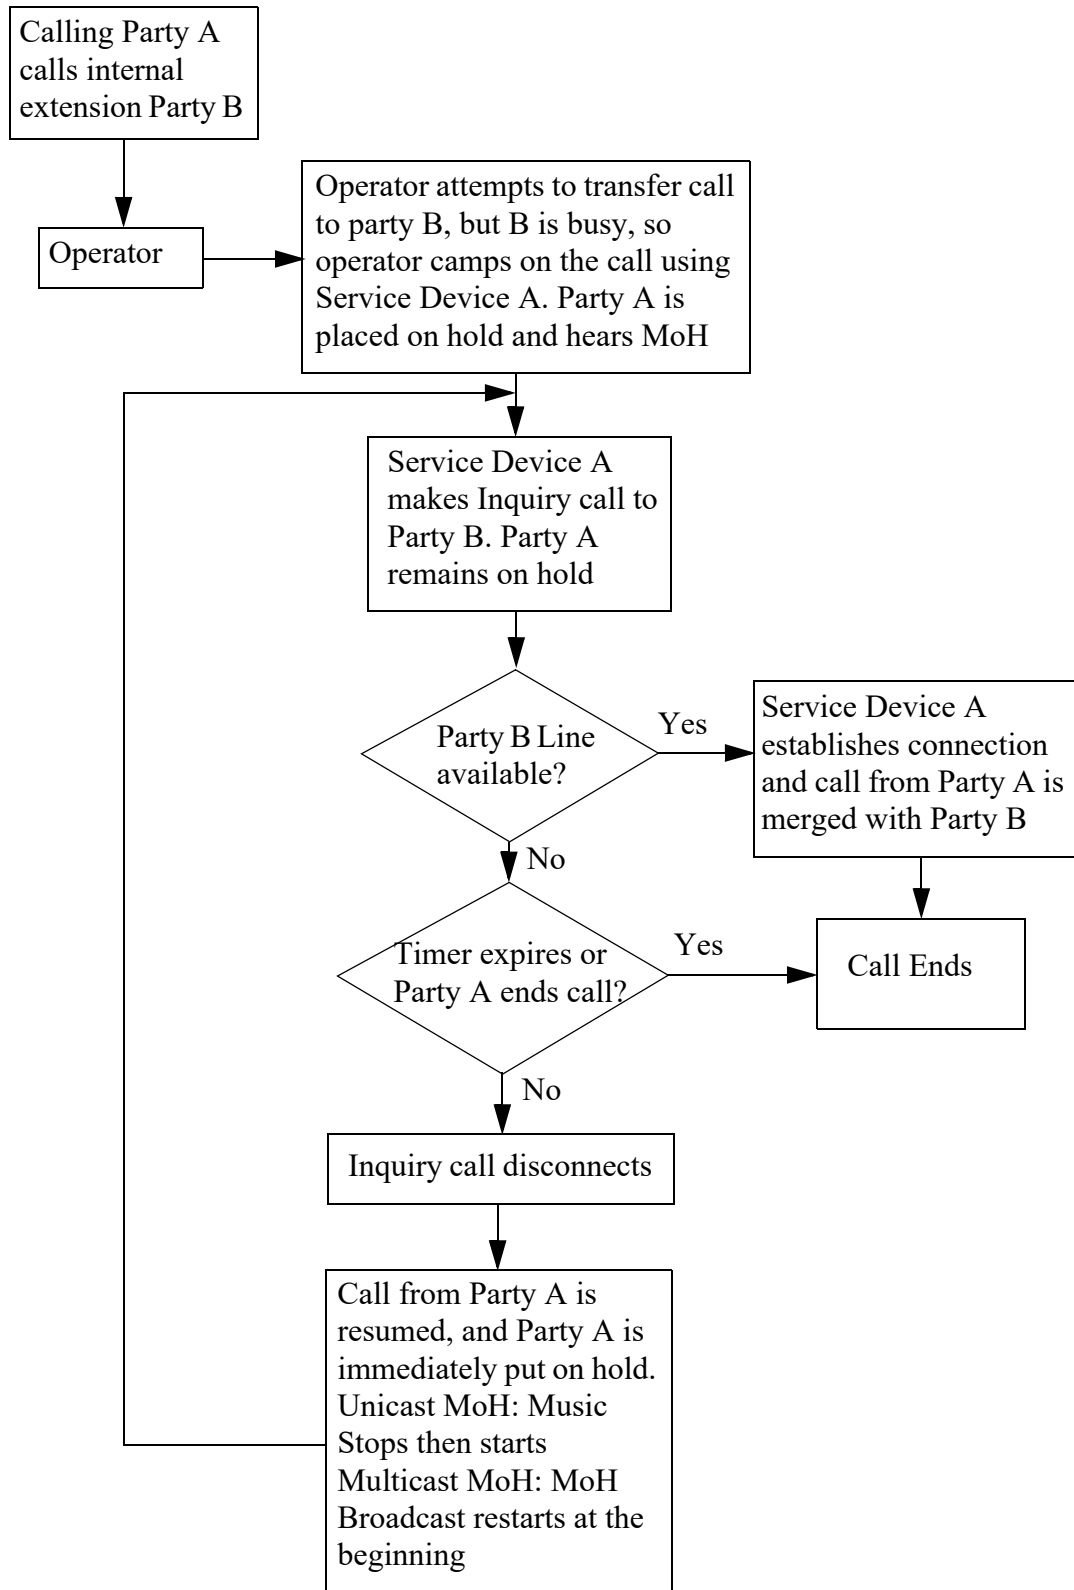 Calling Party A
calls internal
extension Party B
Operator
Operator attempts to transfer call
to party B, but B is busy, so
operator camps on the call using
Service Device A. Party A is
placed on hold and hears MoH
Service Device A
makes Inquiry call to
Party B. Party A
remains on hold
Party B Line
available?
Yes
Service Device A
establishes connection
and call from Party A is
merged with Party B
No
Timer expires or
Party A ends call?
Yes
Call Ends
No
Inquiry call disconnects
Call from Party A is
resumed, and Party A is
immediately put on hold.
Unicast MoH: Music
Stops then starts
Multicast MoH: MoH
Broadcast restarts at the
beginning